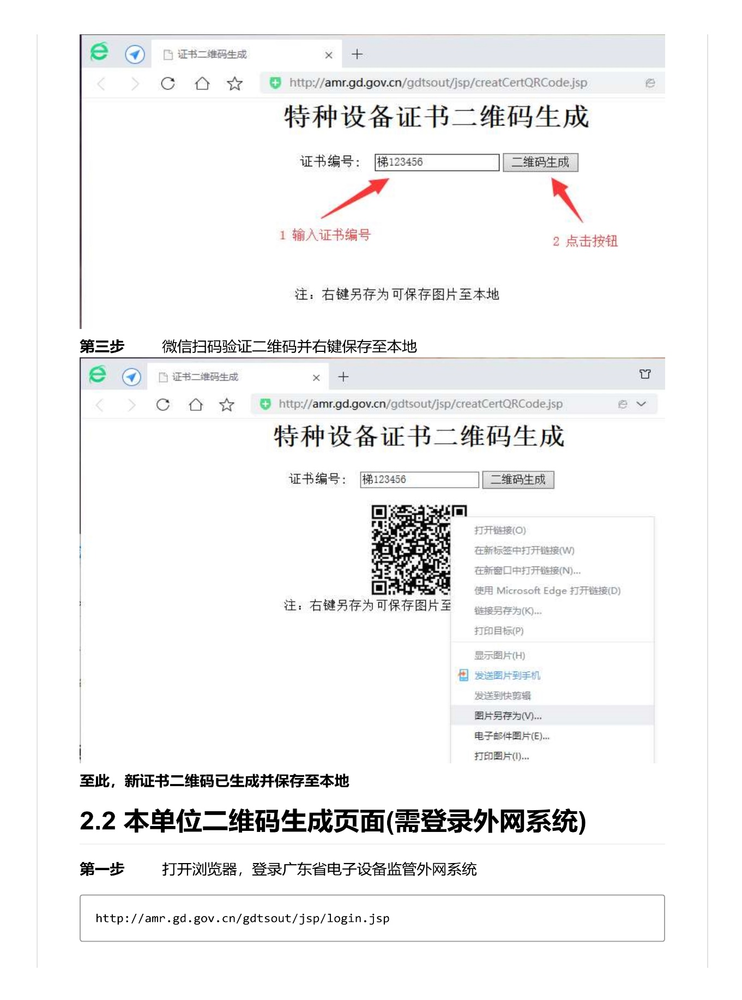 证书二维码生成
http://amr.gd.gov.cn/gdtsout/jsp/creatCertQRCode.jsp
特种设备证书二维码生成
证书编号： 梯123456 二维码生成
1 输入证书编号
2 点击按钮
注：右键另存为可保存图片至本地
第三步 微信扫码验证二维码并右键保存至本地
证书二维码生成
http://amr.gd.gov.cn/gdtsout/jsp/creatCertQRCode.jsp
特种设备证书二维码生成
证书编号： 梯123456 二维码生成
注：右键另存为可保存图片至
打开链接(O)
在新标签中打开链接(W)
在新窗口中打开链接(N)...
使用 Microsoft Edge 打开链接(D)
链接另存为(K)...
打印目标(P)
显示图片(H)
发送图片到手机
发送到快剪辑
图片另存为(V)...
电子邮件图片(E)...
打印图片(I)...
至此，新证书二维码已生成并保存至本地
2.2 本单位二维码生成页面(需登录外网系统)
第一步 打开浏览器，登录广东省电子设备监管外网系统
http://amr.gd.gov.cn/gdtsout/jsp/login.jsp